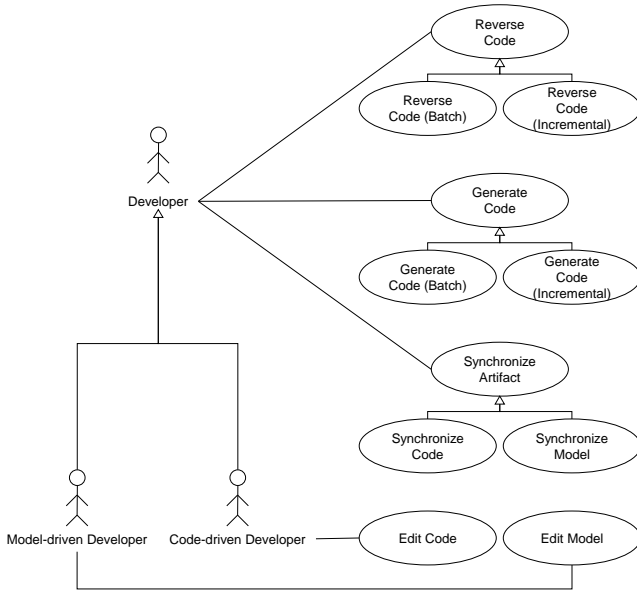 Reverse
Code
Reverse
Code (Batch)
Reverse
Code
(Incremental)
Developer
Generate
Code
Generate
Code (Batch)
Generate
Code
(Incremental)
Synchronize
Artifact
Synchronize
Code
Synchronize
Model
Model-driven Developer
Code-driven Developer
Edit Code
Edit Model